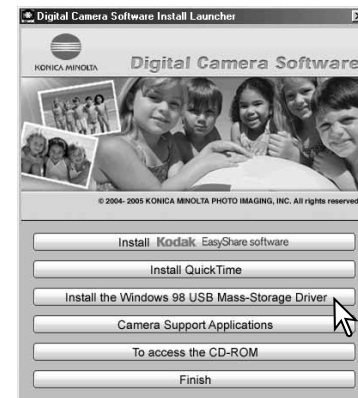 Digital Camera Software Install Launcher
KONICA MINOLTA
Digital Camera Software
© 2004- 2005 KONICA MINOLTA PHOTO IMAGING, INC. All rights reserved
Install Kodak EasyShare software
Install QuickTime
Install the Windows 98 USB Mass-Storage Driver
Camera Support Applications
To access the CD-ROM
Finish